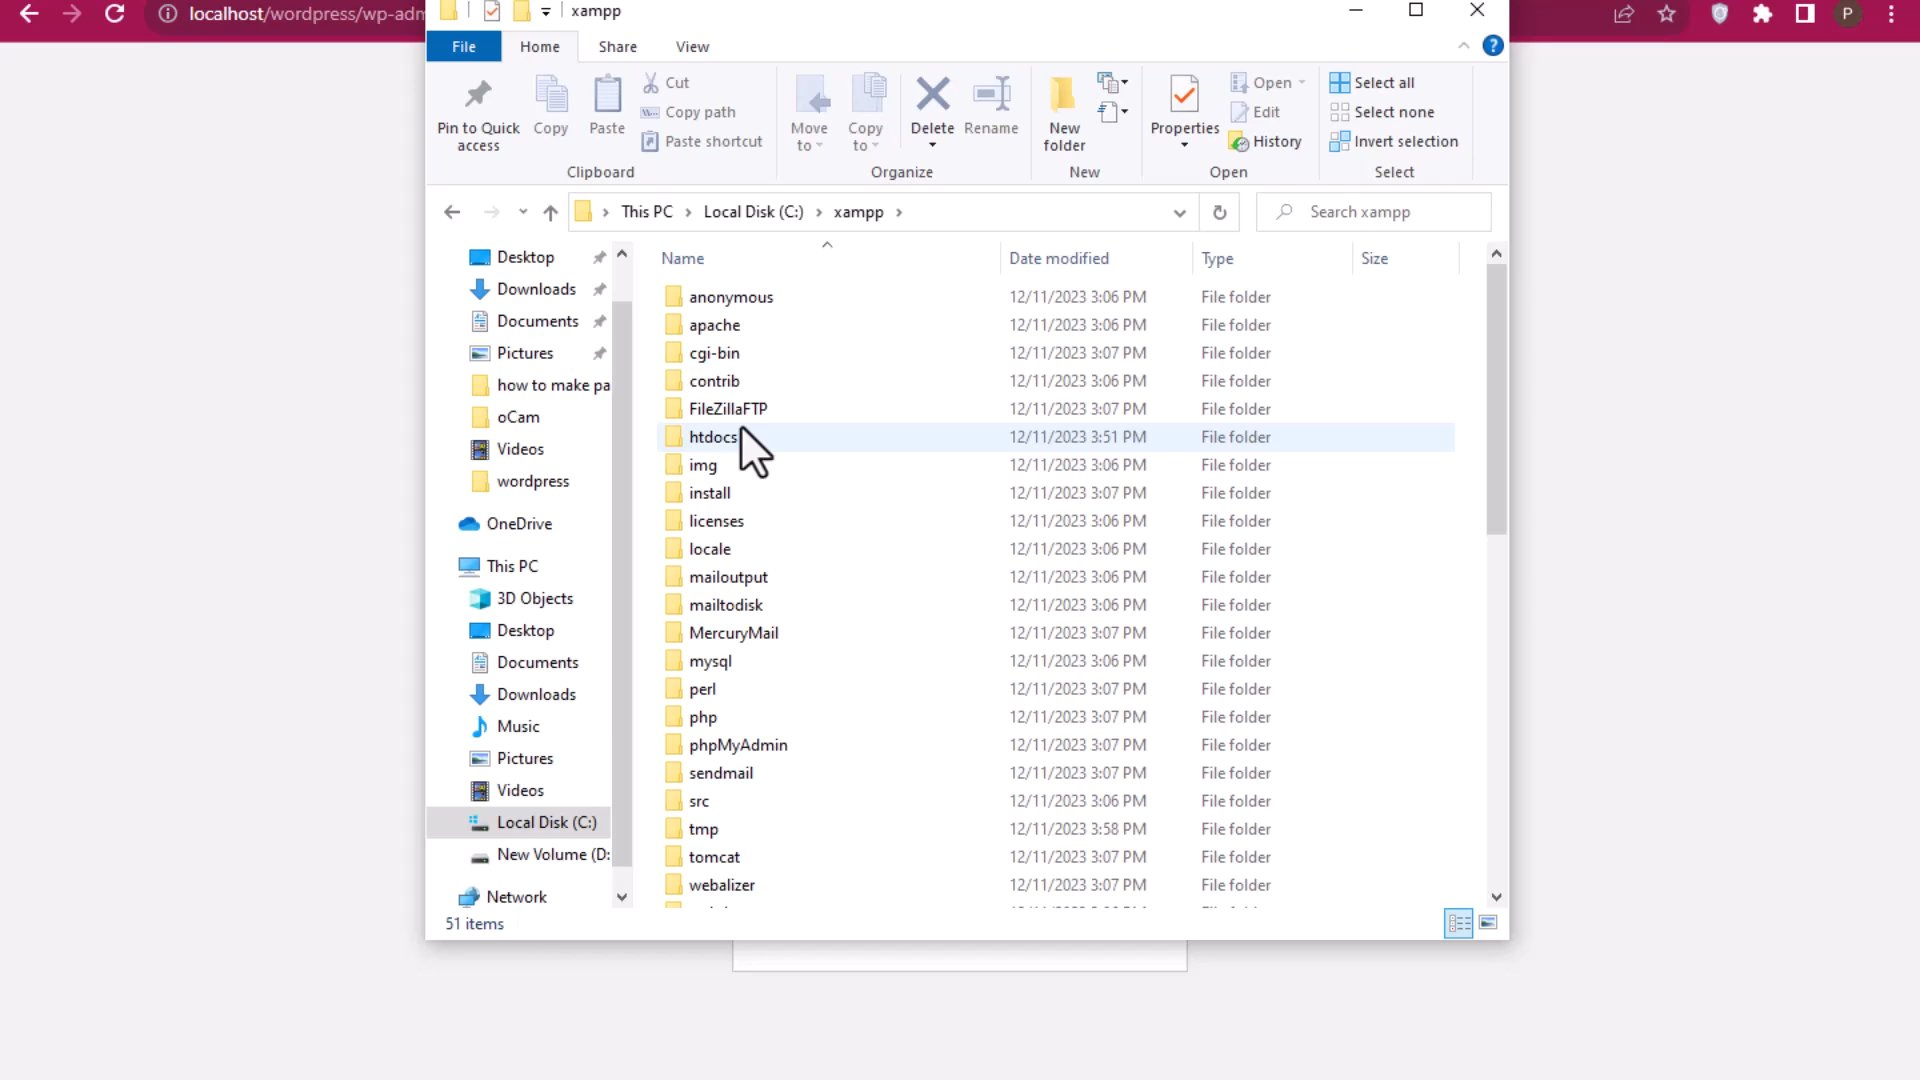 localhost/wordpress/wp-adm
xampp
P
File
Home
Share
View
Pin to Quick access
Copy
Paste
Cut
Copy path
Paste shortcut
Clipboard
Move to
Copy to
Delete
Rename
Organize
New folder
New
Properties
Open
Edit
History
Open
Select all
Select none
Invert selection
Select
This PC
Local Disk (C:)
xampp
Search xampp
Name
Date modified
Type
Size
Desktop
Downloads
Documents
Pictures
how to make pa
oCam
Videos
wordpress
OneDrive
This PC
3D Objects
Desktop
Documents
Downloads
Music
Pictures
Videos
Local Disk (C:)
New Volume (D:
Network
anonymous 12/11/2023 3:06 PM File folder
apache 12/11/2023 3:06 PM File folder
cgi-bin 12/11/2023 3:07 PM File folder
contrib 12/11/2023 3:06 PM File folder
FileZillaFTP 12/11/2023 3:07 PM File folder
htdocs 12/11/2023 3:51 PM File folder
img 12/11/2023 3:06 PM File folder
install 12/11/2023 3:07 PM File folder
licenses 12/11/2023 3:06 PM File folder
locale 12/11/2023 3:06 PM File folder
mailoutput 12/11/2023 3:06 PM File folder
mailtodisk 12/11/2023 3:06 PM File folder
MercuryMail 12/11/2023 3:07 PM File folder
mysql 12/11/2023 3:06 PM File folder
perl 12/11/2023 3:07 PM File folder
php 12/11/2023 3:07 PM File folder
phpMyAdmin 12/11/2023 3:07 PM File folder
sendmail 12/11/2023 3:07 PM File folder
src 12/11/2023 3:06 PM File folder
tmp 12/11/2023 3:58 PM File folder
tomcat 12/11/2023 3:07 PM File folder
webalizer 12/11/2023 3:07 PM File folder
51 items